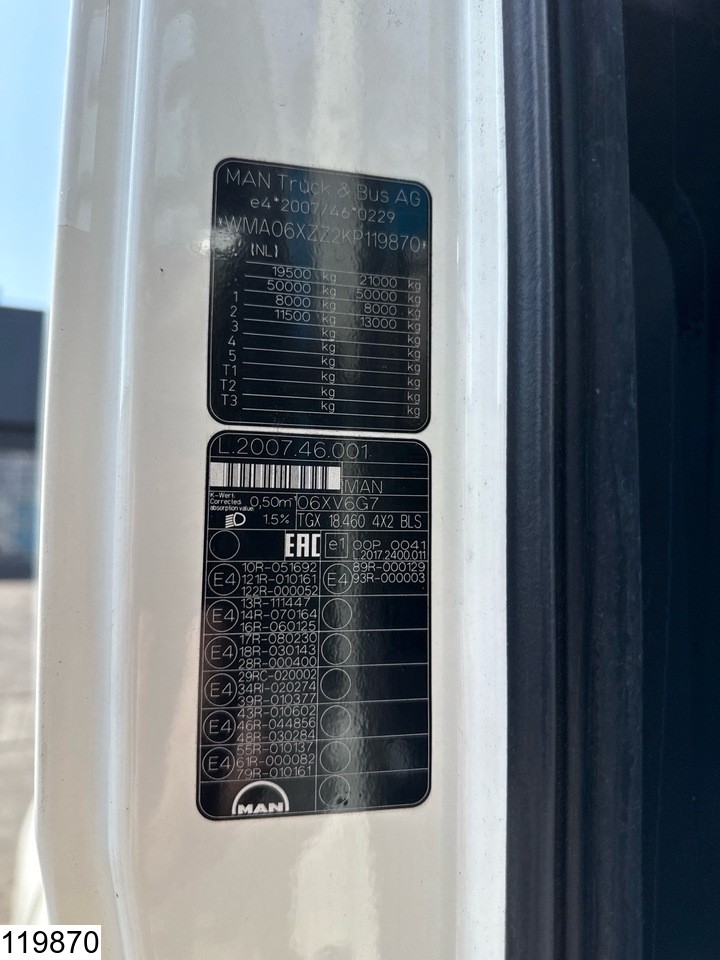 MAN Truck & Bus AG
e4*2007/46*0229
*WMA06XZZ2KP119870*
(NL)
19500 kg 21000 kg
50000 kg 50000 kg
1 8000 kg 8000 kg
2 11500 kg 13000 kg
3 kg kg
4 kg kg
5 kg kg
T1 kg kg
T2 kg kg
T3 kg kg
L.2007.46.001
MAN
K-Wert:
Corrected absorption value:
0,50m⁻¹ 06XV6G7
1.5% TGX 18.460 4X2 BLS
EAC e1 00P 0041
L.2017.2400.011
E4 10R-051692 E4 89R-000129
121R-010161 93R-000003
122R-000052
E4 13R-111447
14R-070164
16R-060125
E4 17R-080230
18R-030143
28R-000400
E4 29RC-020002
34RI-020274
39R-010377
E4 43R-010602
46R-044856
48R-030284
E4 55R-010137
61R-000082
79R-010161
MAN
119870